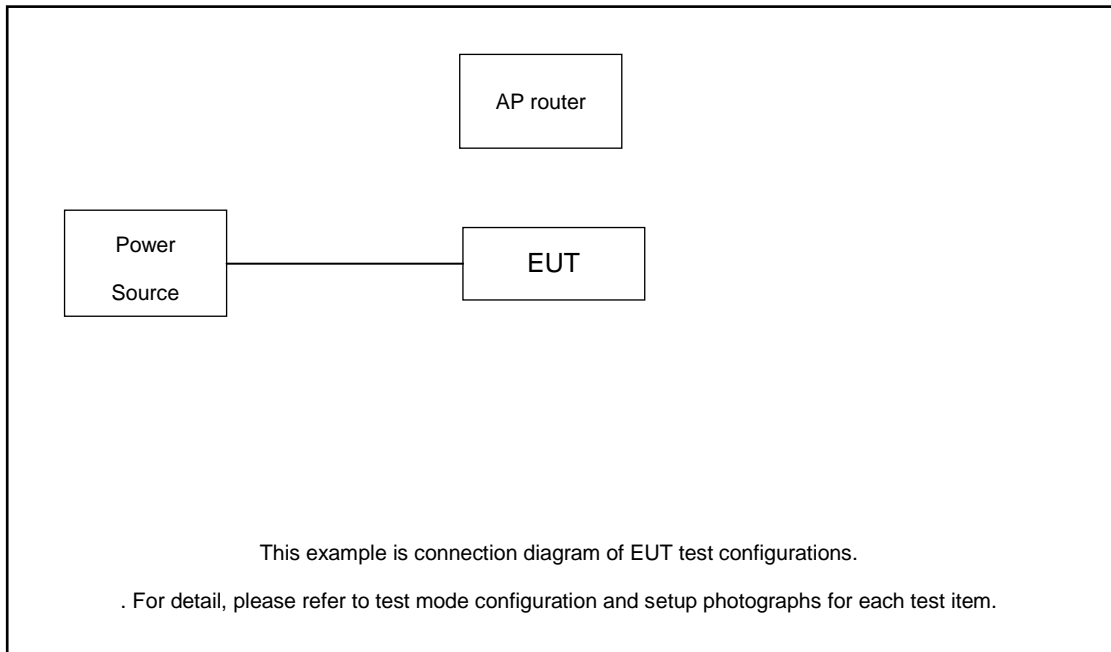 AP router
Power
Source
EUT
This example is connection diagram of EUT test configurations.
. For detail, please refer to test mode configuration and setup photographs for each test item.